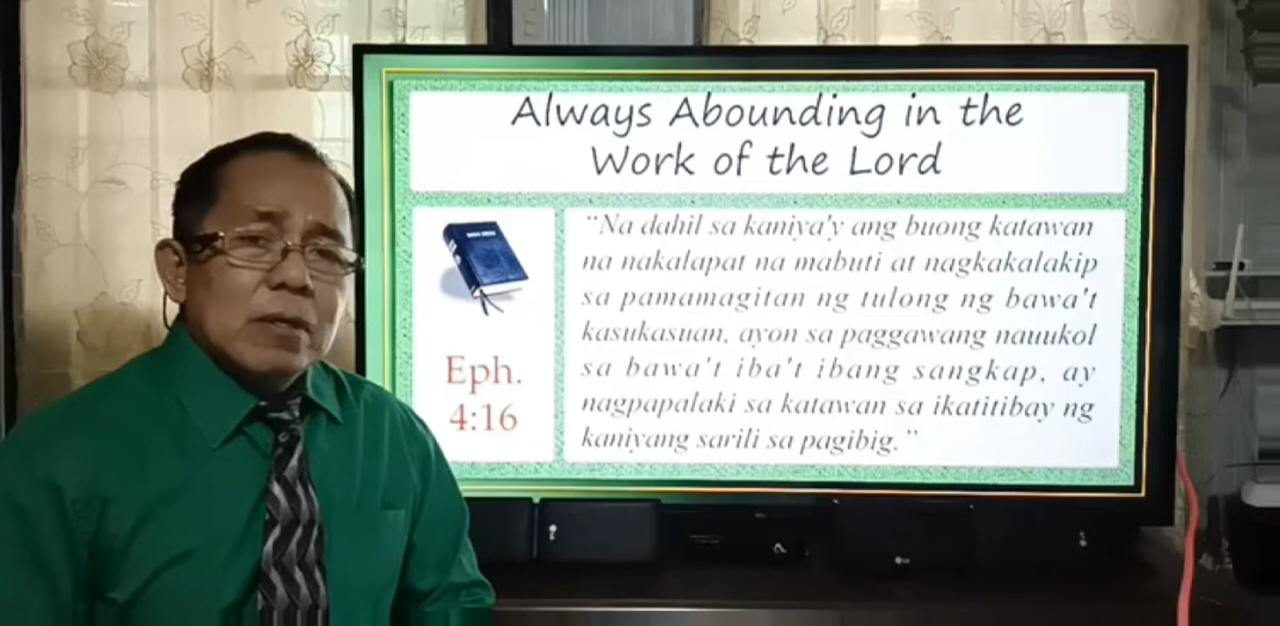 Always Abounding in the
Work of the Lord
Eph.
4:16
“Na dahil sa kaniya'y ang buong katawan
na nakalapat na mabuti at nagkakalakip
sa pamamagitan ng tulong ng bawa't
kasukasuan, ayon sa paggawang nauukol
sa bawa't iba't ibang sangkap, ay
nagpapalaki sa katawan sa ikatitibay ng
kaniyang sarili sa pagibig.”
LG